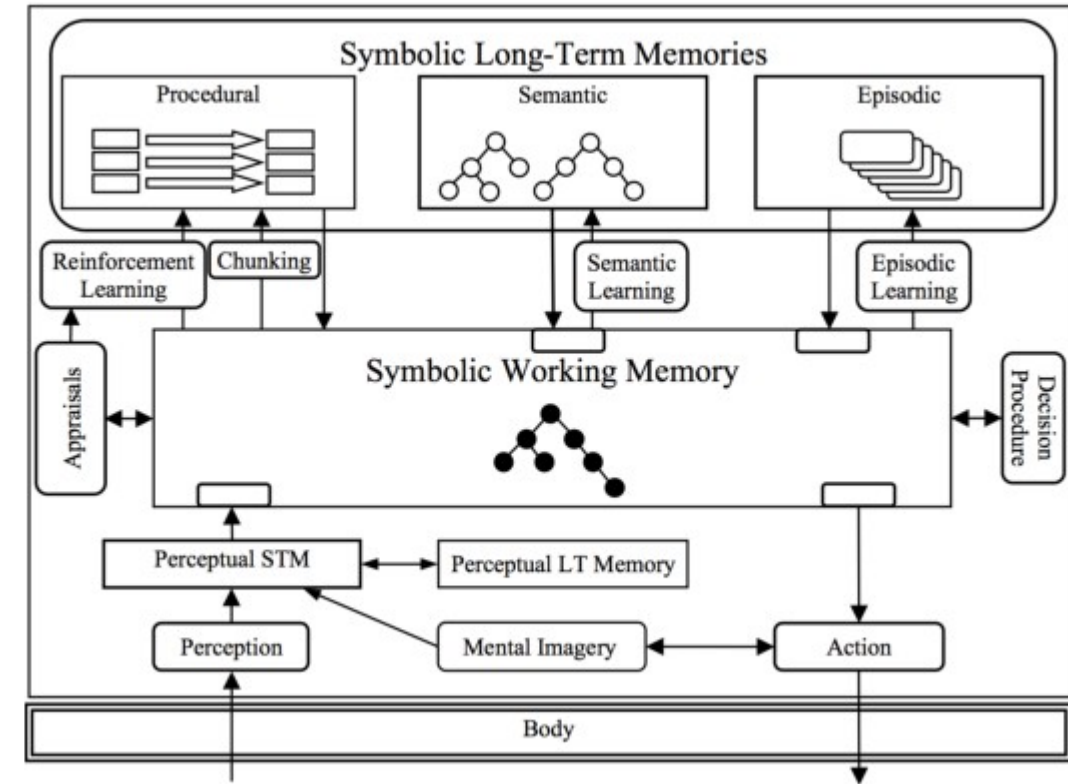 Symbolic Long-Term Memories
Procedural
Semantic
Episodic
Reinforcement
Learning
Chunking
Semantic
Learning
Episodic
Learning
Symbolic Working Memory
Appraisals
Decision
Procedure
Perceptual STM
Perceptual LT Memory
Perception
Mental Imagery
Action
Body